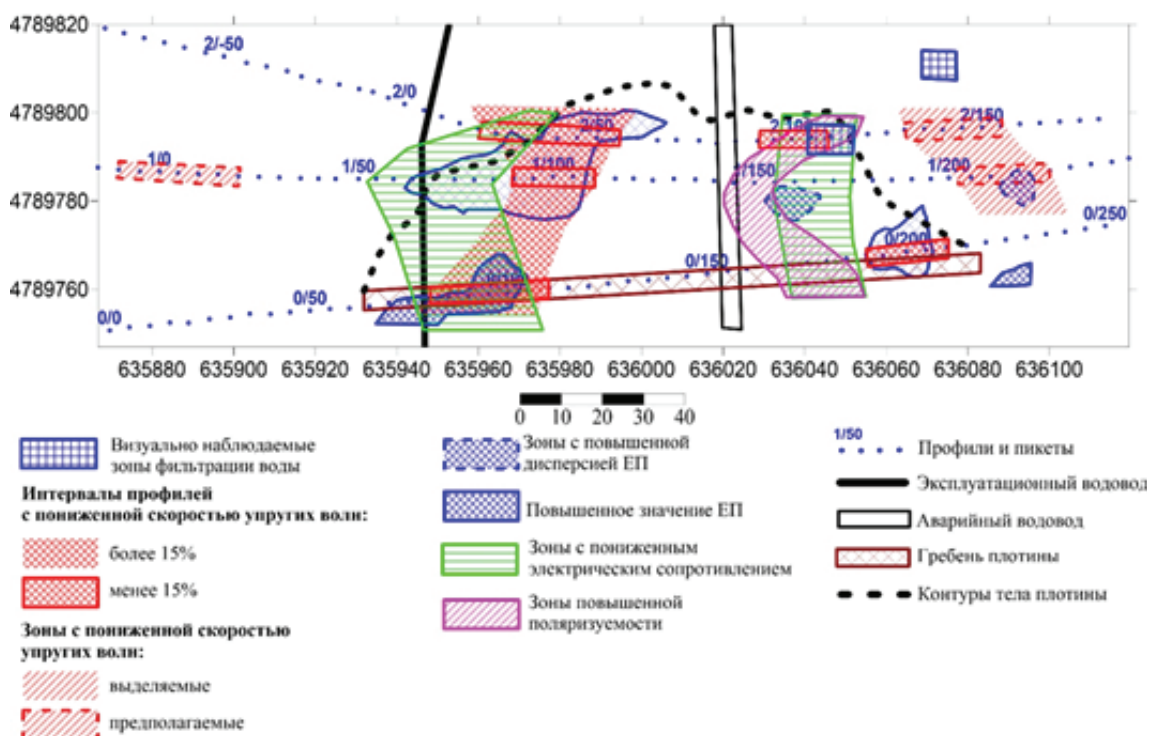 4789820
4789800
4789780
4789760
2/-50
2/0
2/50
2/150
1/0
1/50
1/100
1/150
1/200
0/0
0/50
0/150
0/200
0/250
635880 635900 635920 635940 635960 635980 636000 636020 636040 636060 636080 636100
0 10 20 30 40
Визуально наблюдаемые
зоны фильтрации воды
Интервалы профилей
с пониженной скоростью упругих волн:
более 15%
менее 15%
Зоны с пониженной скоростью
упругих волн:
выделяемые
предполагаемые
Зоны с повышенной
дисперсией ЕП
Повышенное значение ЕП
Зоны с пониженным
электрическим сопротивлением
Зоны повышенной
поляризуемости
1/50
Профили и пикеты
Эксплуатационный водовод
Аварийный водовод
Гребень плотины
Контуры тела плотины